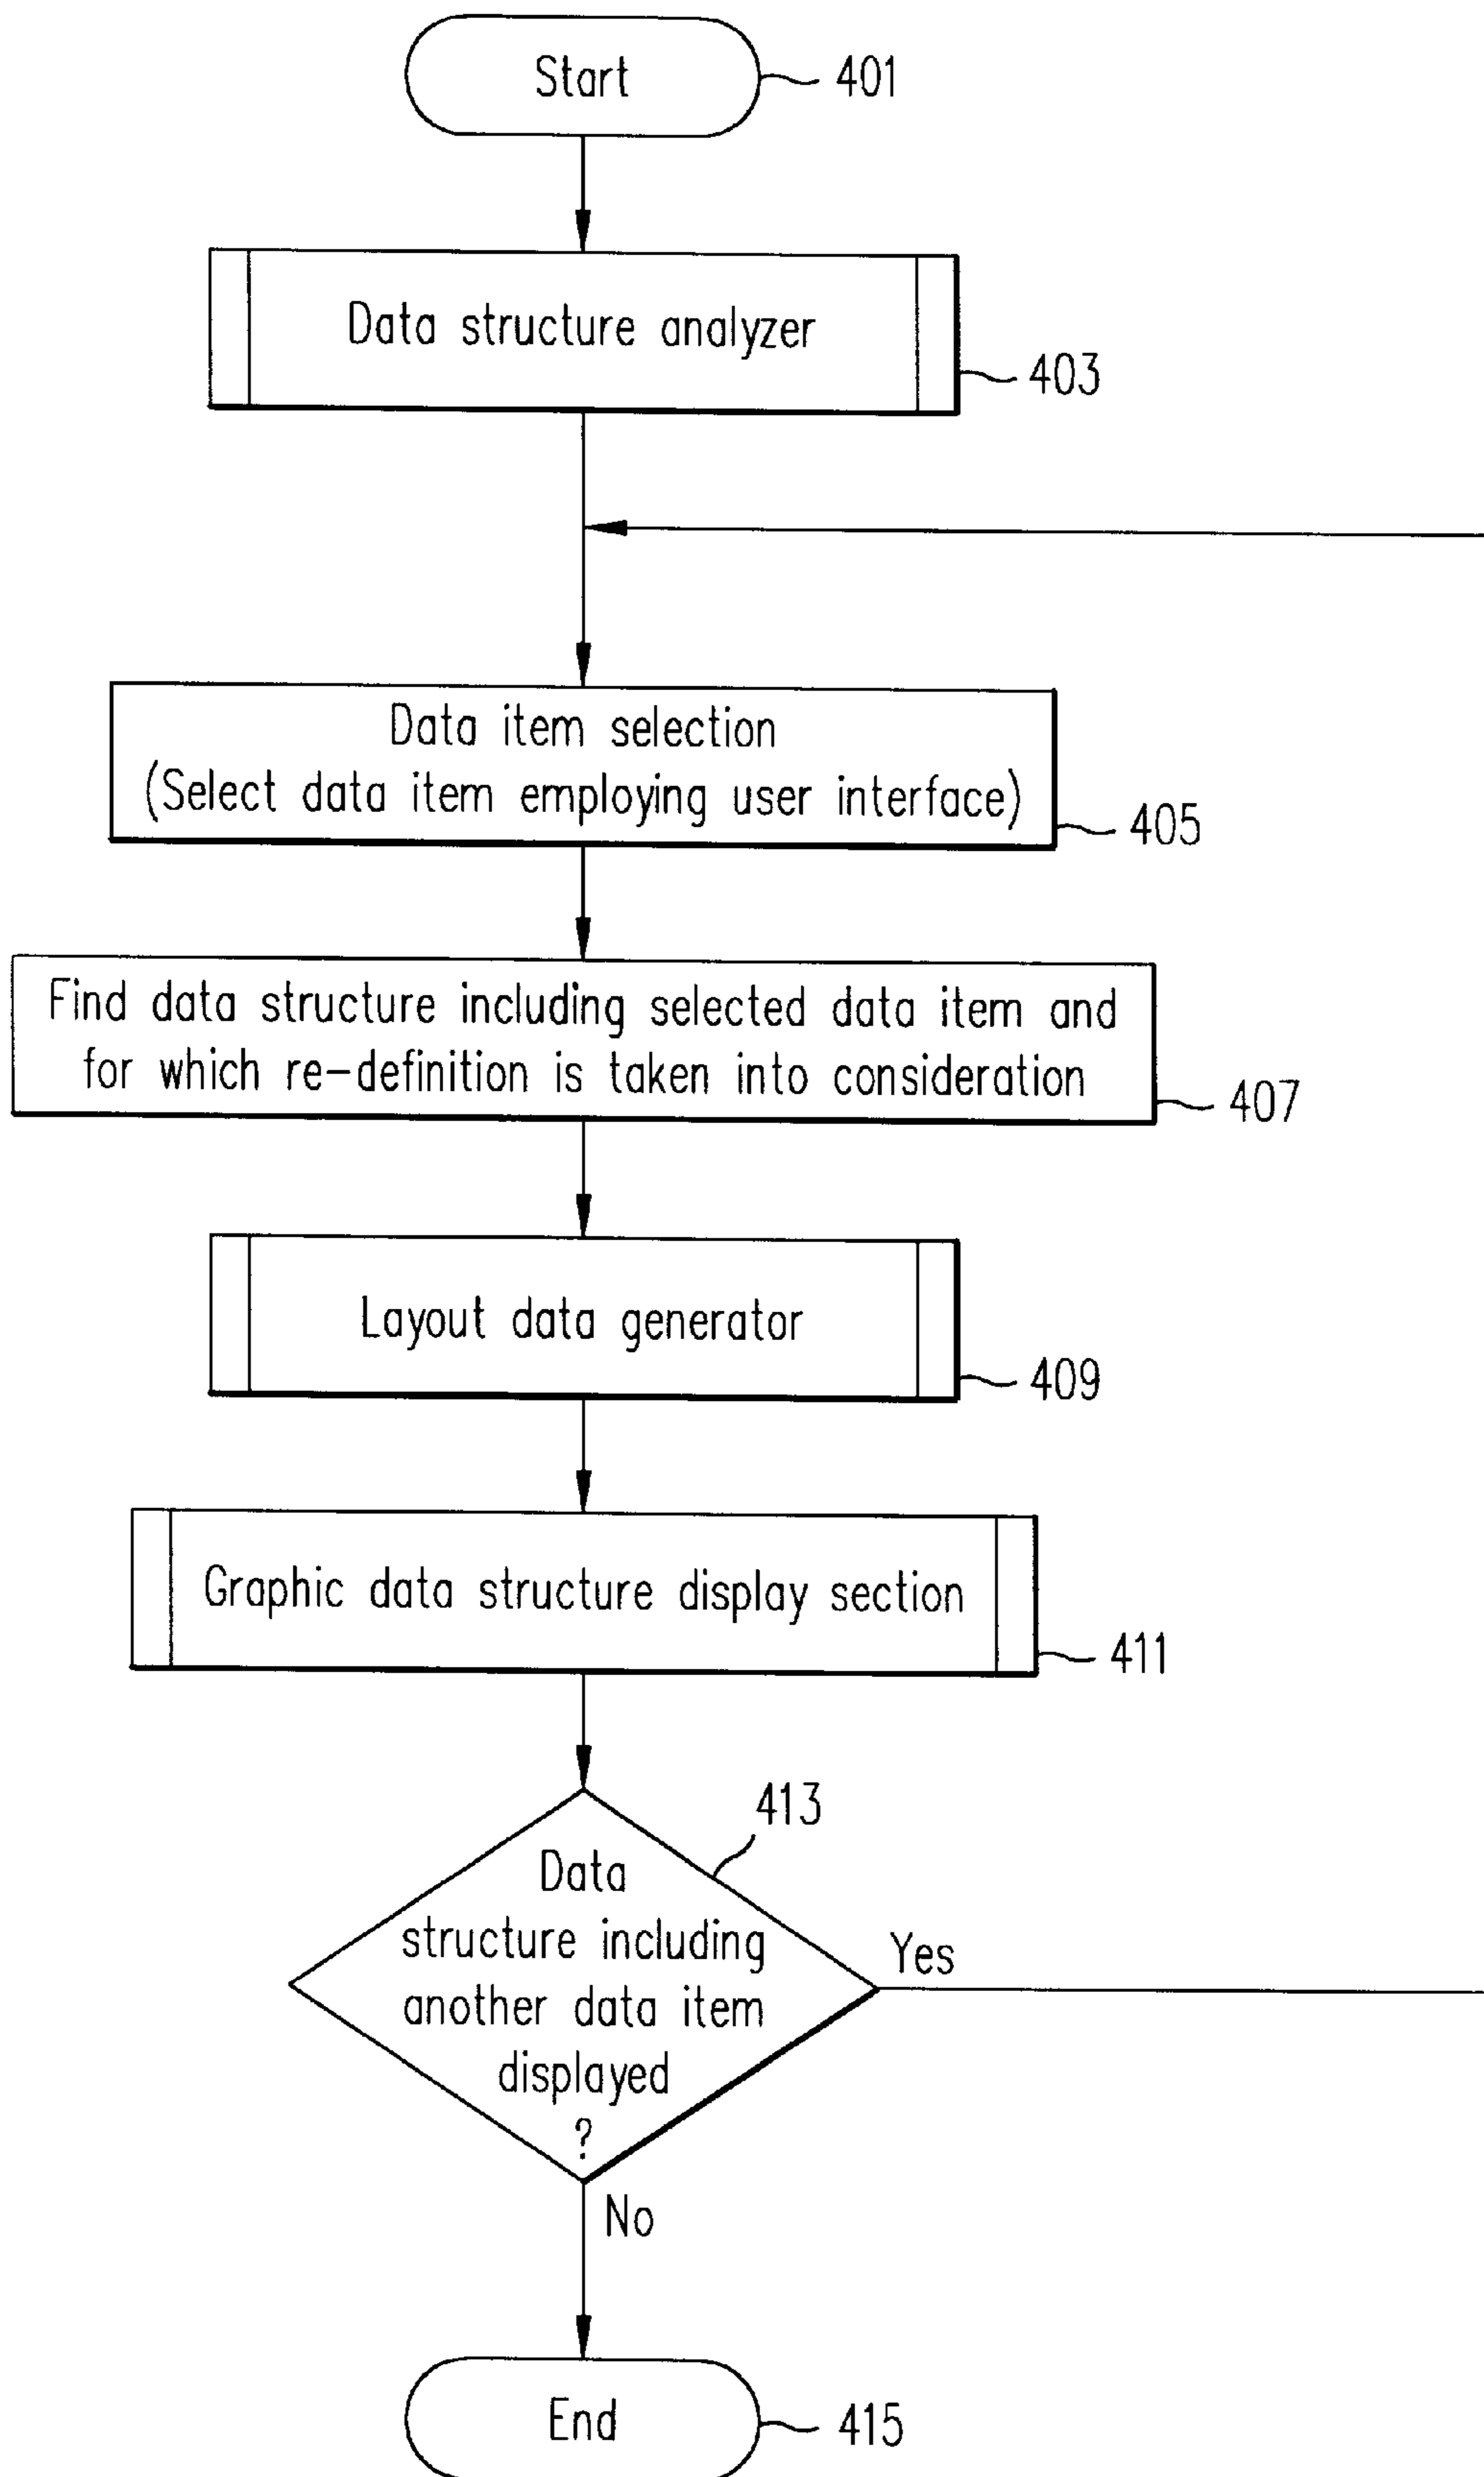 Start
401
Data structure analyzer
403
Data item selection
(Select data item employing user interface)
405
Find data structure including selected data item and
for which re-definition is taken into consideration
407
Layout data generator
409
Graphic data structure display section
411
413
Data
structure including
another data item
displayed
?
Yes
No
End
415